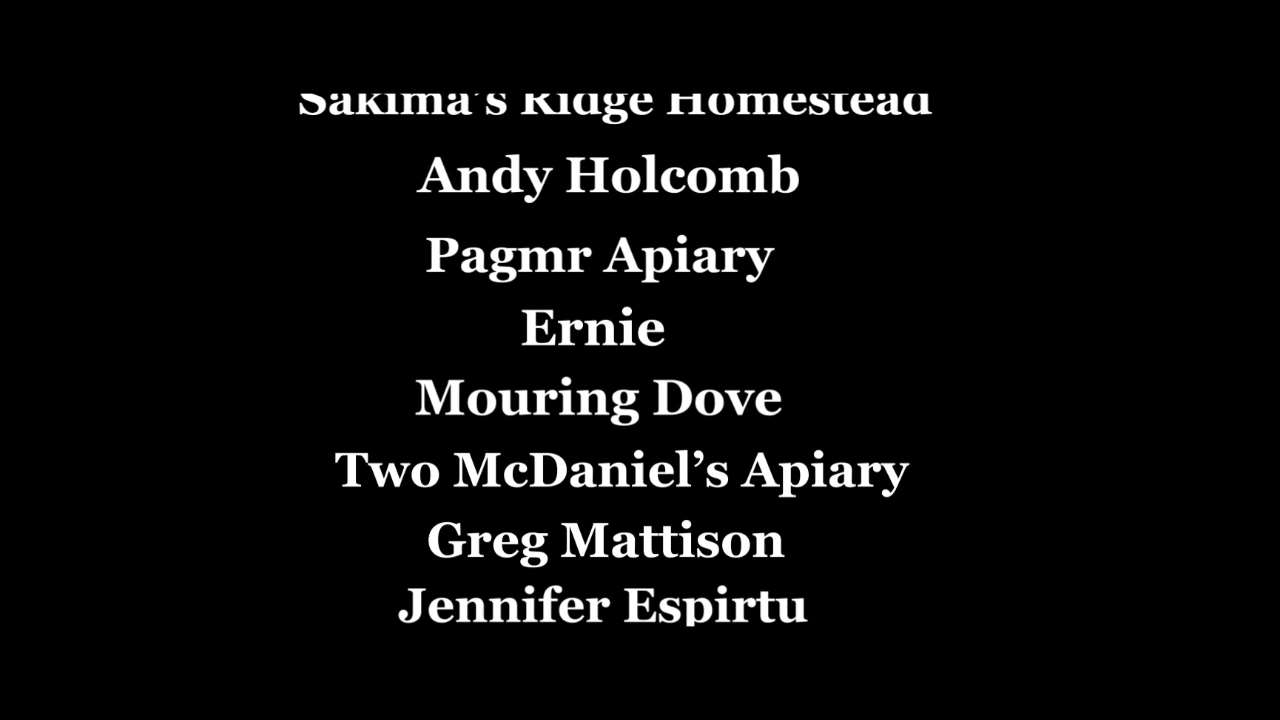 Sakima's Ridge Homestead
Andy Holcomb
Pagmr Apiary
Ernie
Mouring Dove
Two McDaniel’s Apiary
Greg Mattison
Jennifer Espirtu